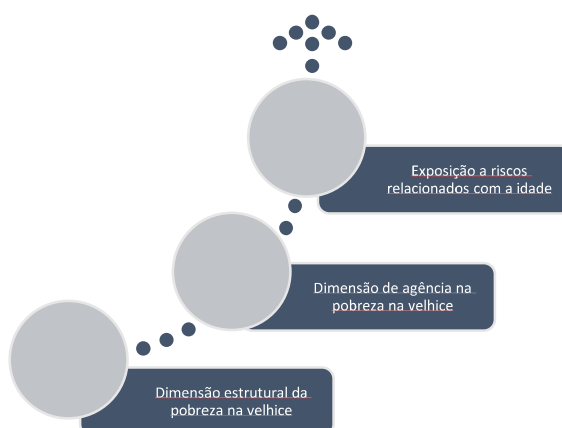 Exposição a riscos
relacionados com a idade
Dimensão de agência na
pobreza na velhice
Dimensão estrutural da
pobreza na velhice